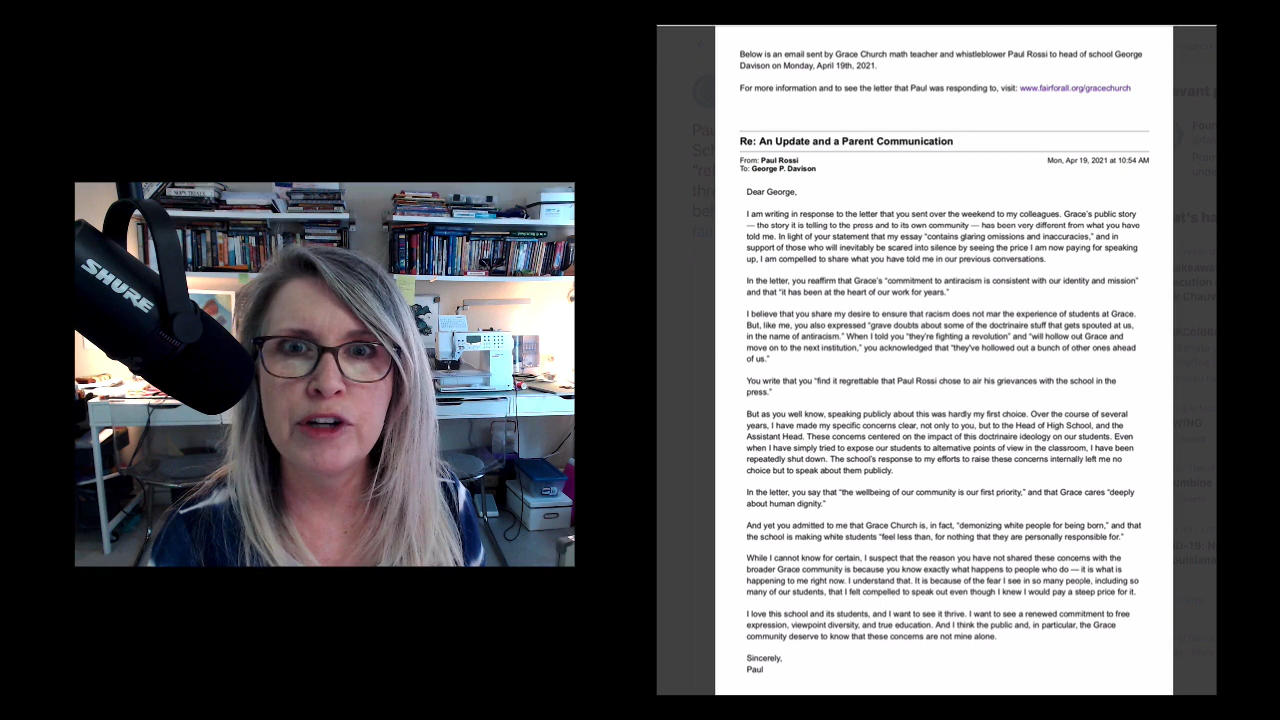 SHURE
Below is an email sent by Grace Church math teacher and whistleblower Paul Rossi to head of school George
Davison on Monday, April 19th, 2021.
For more information and to see the letter that Paul was responding to, visit: www.fairforall.org/gracechurch
Re: An Update and a Parent Communication
From: Paul Rossi
Mon, Apr 19, 2021 at 10:54 AM
To: George P. Davison
Dear George,
I am writing in response to the letter that you sent over the weekend to my colleagues. Grace's public story
— the story it is telling to the press and to its own community — has been very different from what you have
told me. In light of your statement that my essay “contains glaring omissions and inaccuracies,” and in
support of those who will inevitably be scared into silence by seeing the price I am now paying for speaking
up, I am compelled to share what you have told me in our previous conversations.
In the letter, you reaffirm that Grace's “commitment to antiracism is consistent with our identity and mission”
and that “it has been at the heart of our work for years.”
I believe that you share my desire to ensure that racism does not mar the experience of students at Grace.
But, like me, you also expressed “grave doubts about some of the doctrinaire stuff that gets spouted at us,
in the name of antiracism.” When I told you “they're fighting a revolution” and “will hollow out Grace and
move on to the next institution,” you acknowledged that “they've hollowed out a bunch of other ones ahead
of us.”
You write that you “find it regrettable that Paul Rossi chose to air his grievances with the school in the
press.”
But as you well know, speaking publicly about this was hardly my first choice. Over the course of several
years, I have made my specific concerns clear, not only to you, but to the Head of High School, and the
Assistant Head. These concerns centered on the impact of this doctrinaire ideology on our students. Even
when I have simply tried to expose our students to alternative points of view in the classroom, I have been
repeatedly shut down. The school's response to my efforts to raise these concerns internally left me no
choice but to speak about them publicly.
In the letter, you say that “the wellbeing of our community is our first priority,” and that Grace cares “deeply
about human dignity.”
And yet you admitted to me that Grace Church is, in fact, “demonizing white people for being born,” and that
the school is making white students “feel less than, for nothing that they are personally responsible for.”
While I cannot know for certain, I suspect that the reason you have not shared these concerns with the
broader Grace community is because you know exactly what happens to people who do — it is what is
happening to me right now. I understand that. It is because of the fear I see in so many people, including so
many of our students, that I felt compelled to speak out even though I knew I would pay a steep price for it.
I love this school and its students, and I want to see it thrive. I want to see a renewed commitment to free
expression, viewpoint diversity, and true education. And I think the public and, in particular, the Grace
community deserve to know that these concerns are not mine alone.
Sincerely,
Paul